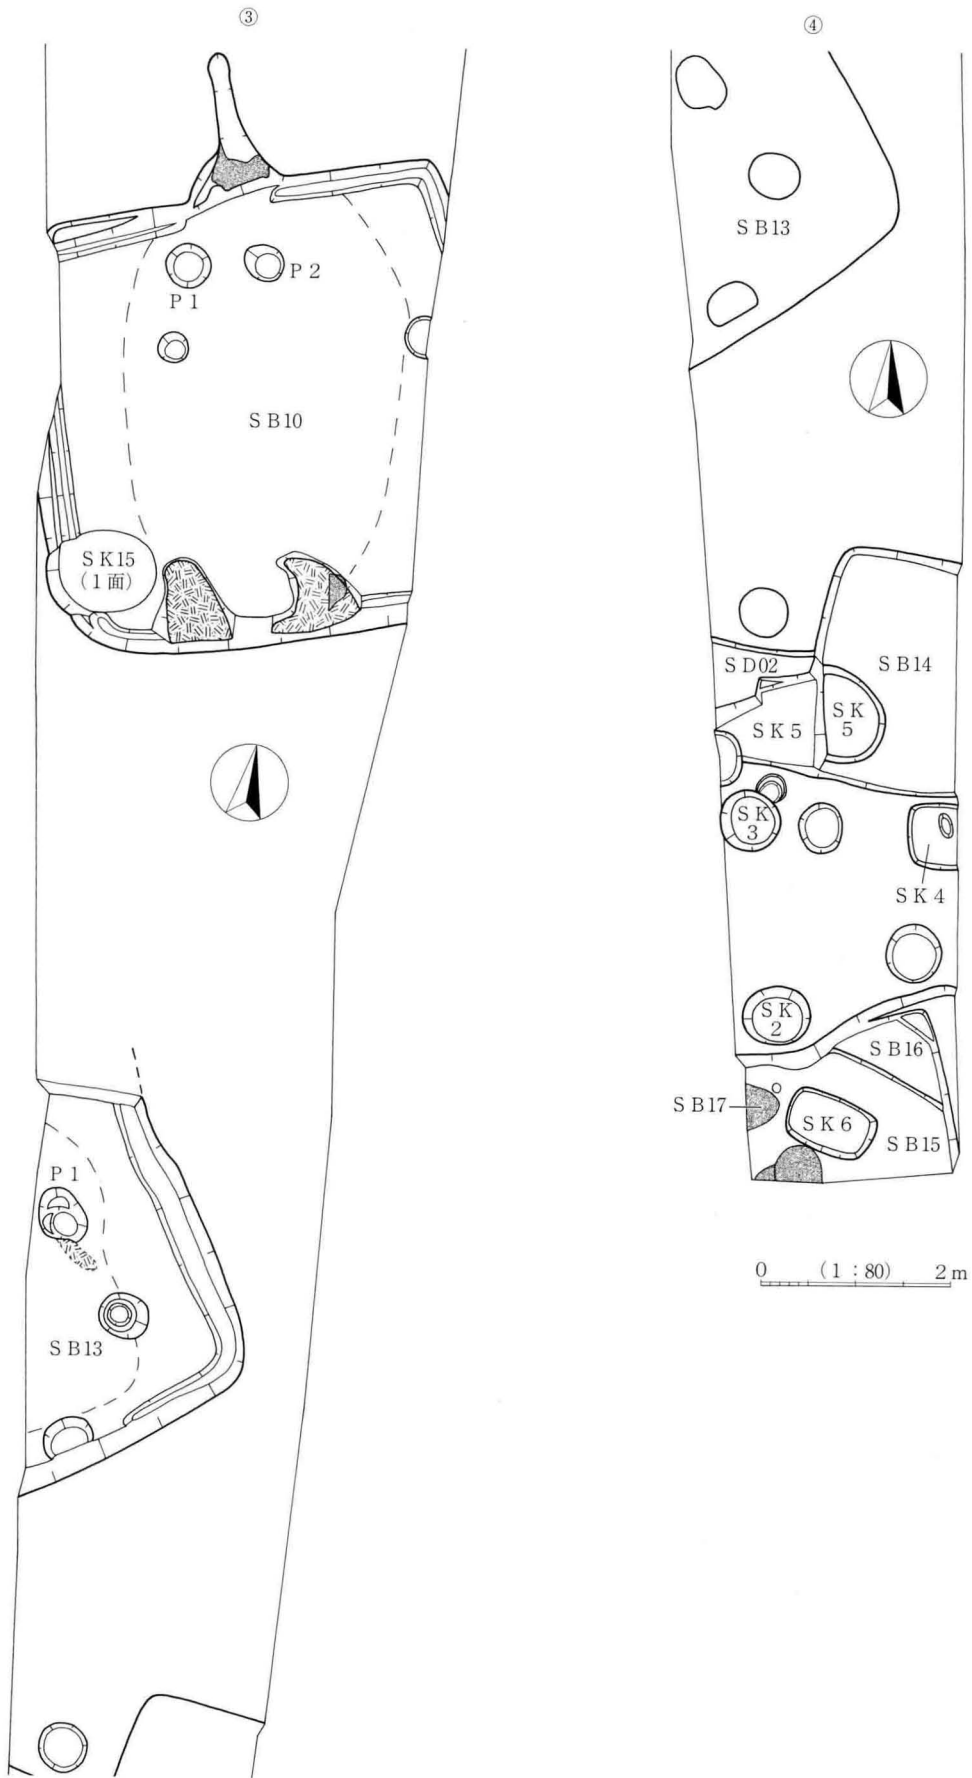 ③
P 1
P 2
S B10
S K15
(1面)
P 1
S B13
④
S B13
S D02
S B14
S K 5
S K
5
S K
3
S K 4
S K
2
S B16
S B17
S K 6
S B15
0 (1:80) 2 m